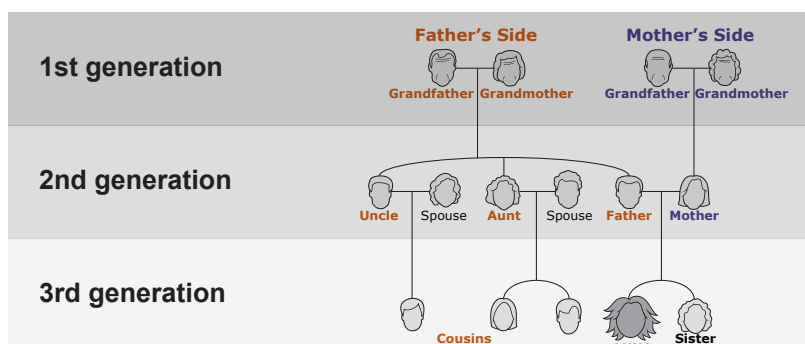 Father's Side Mother's Side
1st generation
Grandfather Grandmother Grandfather Grandmother
2nd generation
Uncle Spouse Aunt Spouse Father Mother
3rd generation
Cousins Sister